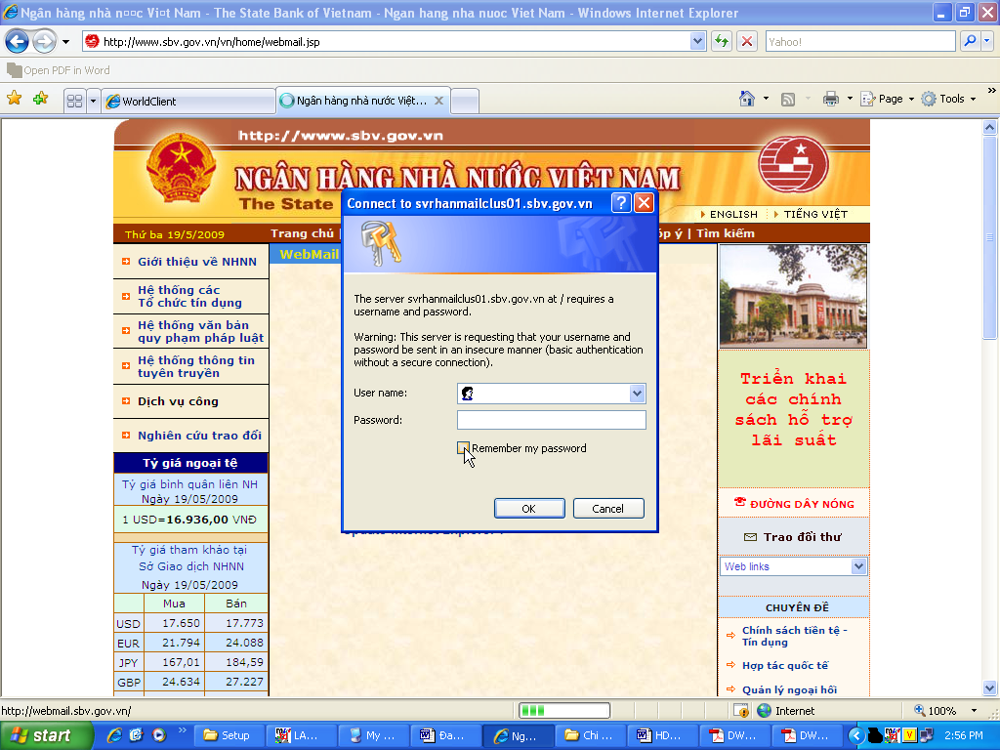 Ngân hàng nhà n¤¤c Vi¤t Nam - The State Bank of Vietnam - Ngan hang nha nuoc Viet Nam - Windows Internet Explorer
http://www.sbv.gov.vn/vn/home/webmail.jsp
Yahoo!
Open PDF in Word
WorldClient
Ngân hàng nhà nước Việt...
Page
Tools
http://www.sbv.gov.vn
NGÂN HÀNG NHÀ NƯỚC VIỆT NAM
The State
ENGLISH
TIẾNG VIỆT
Thứ ba 19/5/2009
Trang chủ |
óp ý | Tìm kiếm
Giới thiệu về NHNN
Hệ thống các
Tổ chức tín dụng
Hệ thống văn bản
quy phạm pháp luật
Hệ thống thông tin
tuyên truyền
Dịch vụ công
Nghiên cứu trao đổi
Tỷ giá ngoại tệ
Tỷ giá bình quân liên NH
Ngày 19/05/2009
1 USD=16.936,00 VNĐ
Tỷ giá tham khảo tại
Sở Giao dịch NHNN
Ngày 19/05/2009
Mua Bán
USD 17.650 17.773
EUR 21.794 24.088
JPY 167,01 184,59
GBP 24.634 27.227
WebMail
Connect to svrhanmailclus01.sbv.gov.vn
The server svrhanmailclus01.sbv.gov.vn at / requires a
username and password.
Warning: This server is requesting that your username and
password be sent in an insecure manner (basic authentication
without a secure connection).
User name:
Password:
Remember my password
OK
Cancel
Triển khai
các chính
sách hỗ trợ
lãi suất
ĐƯỜNG DÂY NÓNG
Trao đổi thư
Web links
CHUYÊN ĐỀ
Chính sách tiền tệ -
Tín dụng
Hợp tác quốc tế
Quản lý ngoại hối
http://webmail.sbv.gov.vn/
Internet
100%
start
Setup
LA...
My ...
Đa...
Ng...
Chi ...
HD...
DW...
DW...
2:56 PM